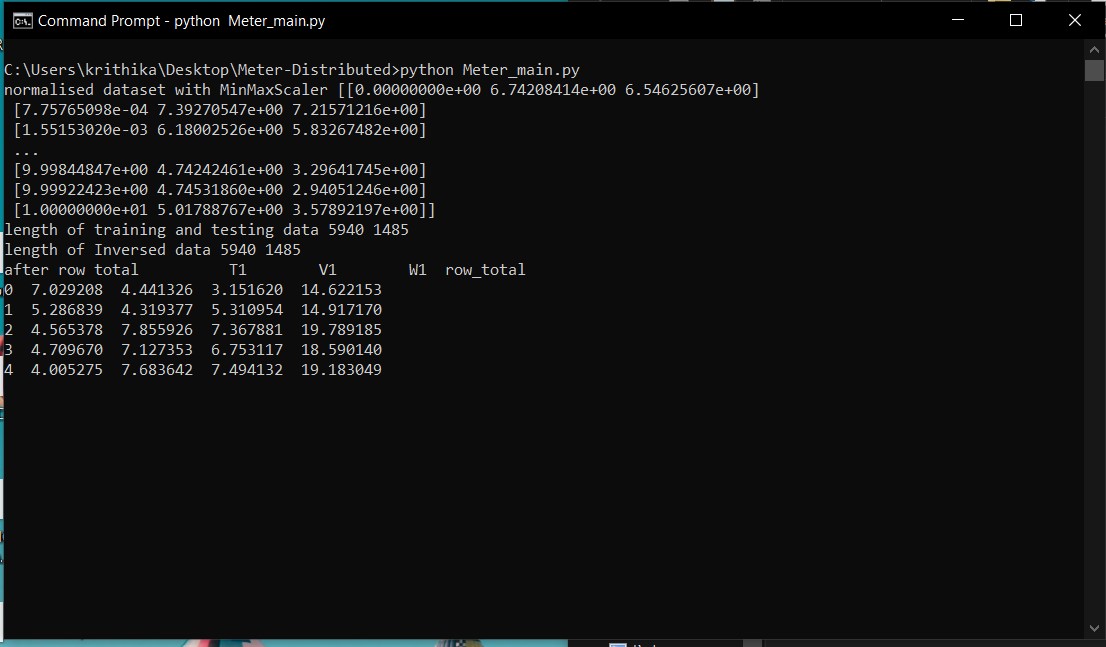 Command Prompt - python  Meter_main.py
C:\Users\krithika\Desktop\Meter-Distributed>python Meter_main.py
normalised dataset with MinMaxScaler [[0.00000000e+00 6.74208414e+00 6.54625607e+00]
 [7.75765098e-04 7.39270547e+00 7.21571216e+00]
 [1.55153020e-03 6.18002526e+00 5.83267482e+00]
 ...
 [9.99844847e+00 4.74242461e+00 3.29641745e+00]
 [9.99922423e+00 4.74531860e+00 2.94051246e+00]
 [1.00000000e+01 5.01788767e+00 3.57892197e+00]]
length of training and testing data 5940 1485
length of Inversed data 5940 1485
after row total          T1        V1        W1  row_total
0  7.029208  4.441326  3.151620  14.622153
1  5.286839  4.319377  5.310954  14.917170
2  4.565378  7.855926  7.367881  19.789185
3  4.709670  7.127353  6.753117  18.590140
4  4.005275  7.683642  7.494132  19.183049